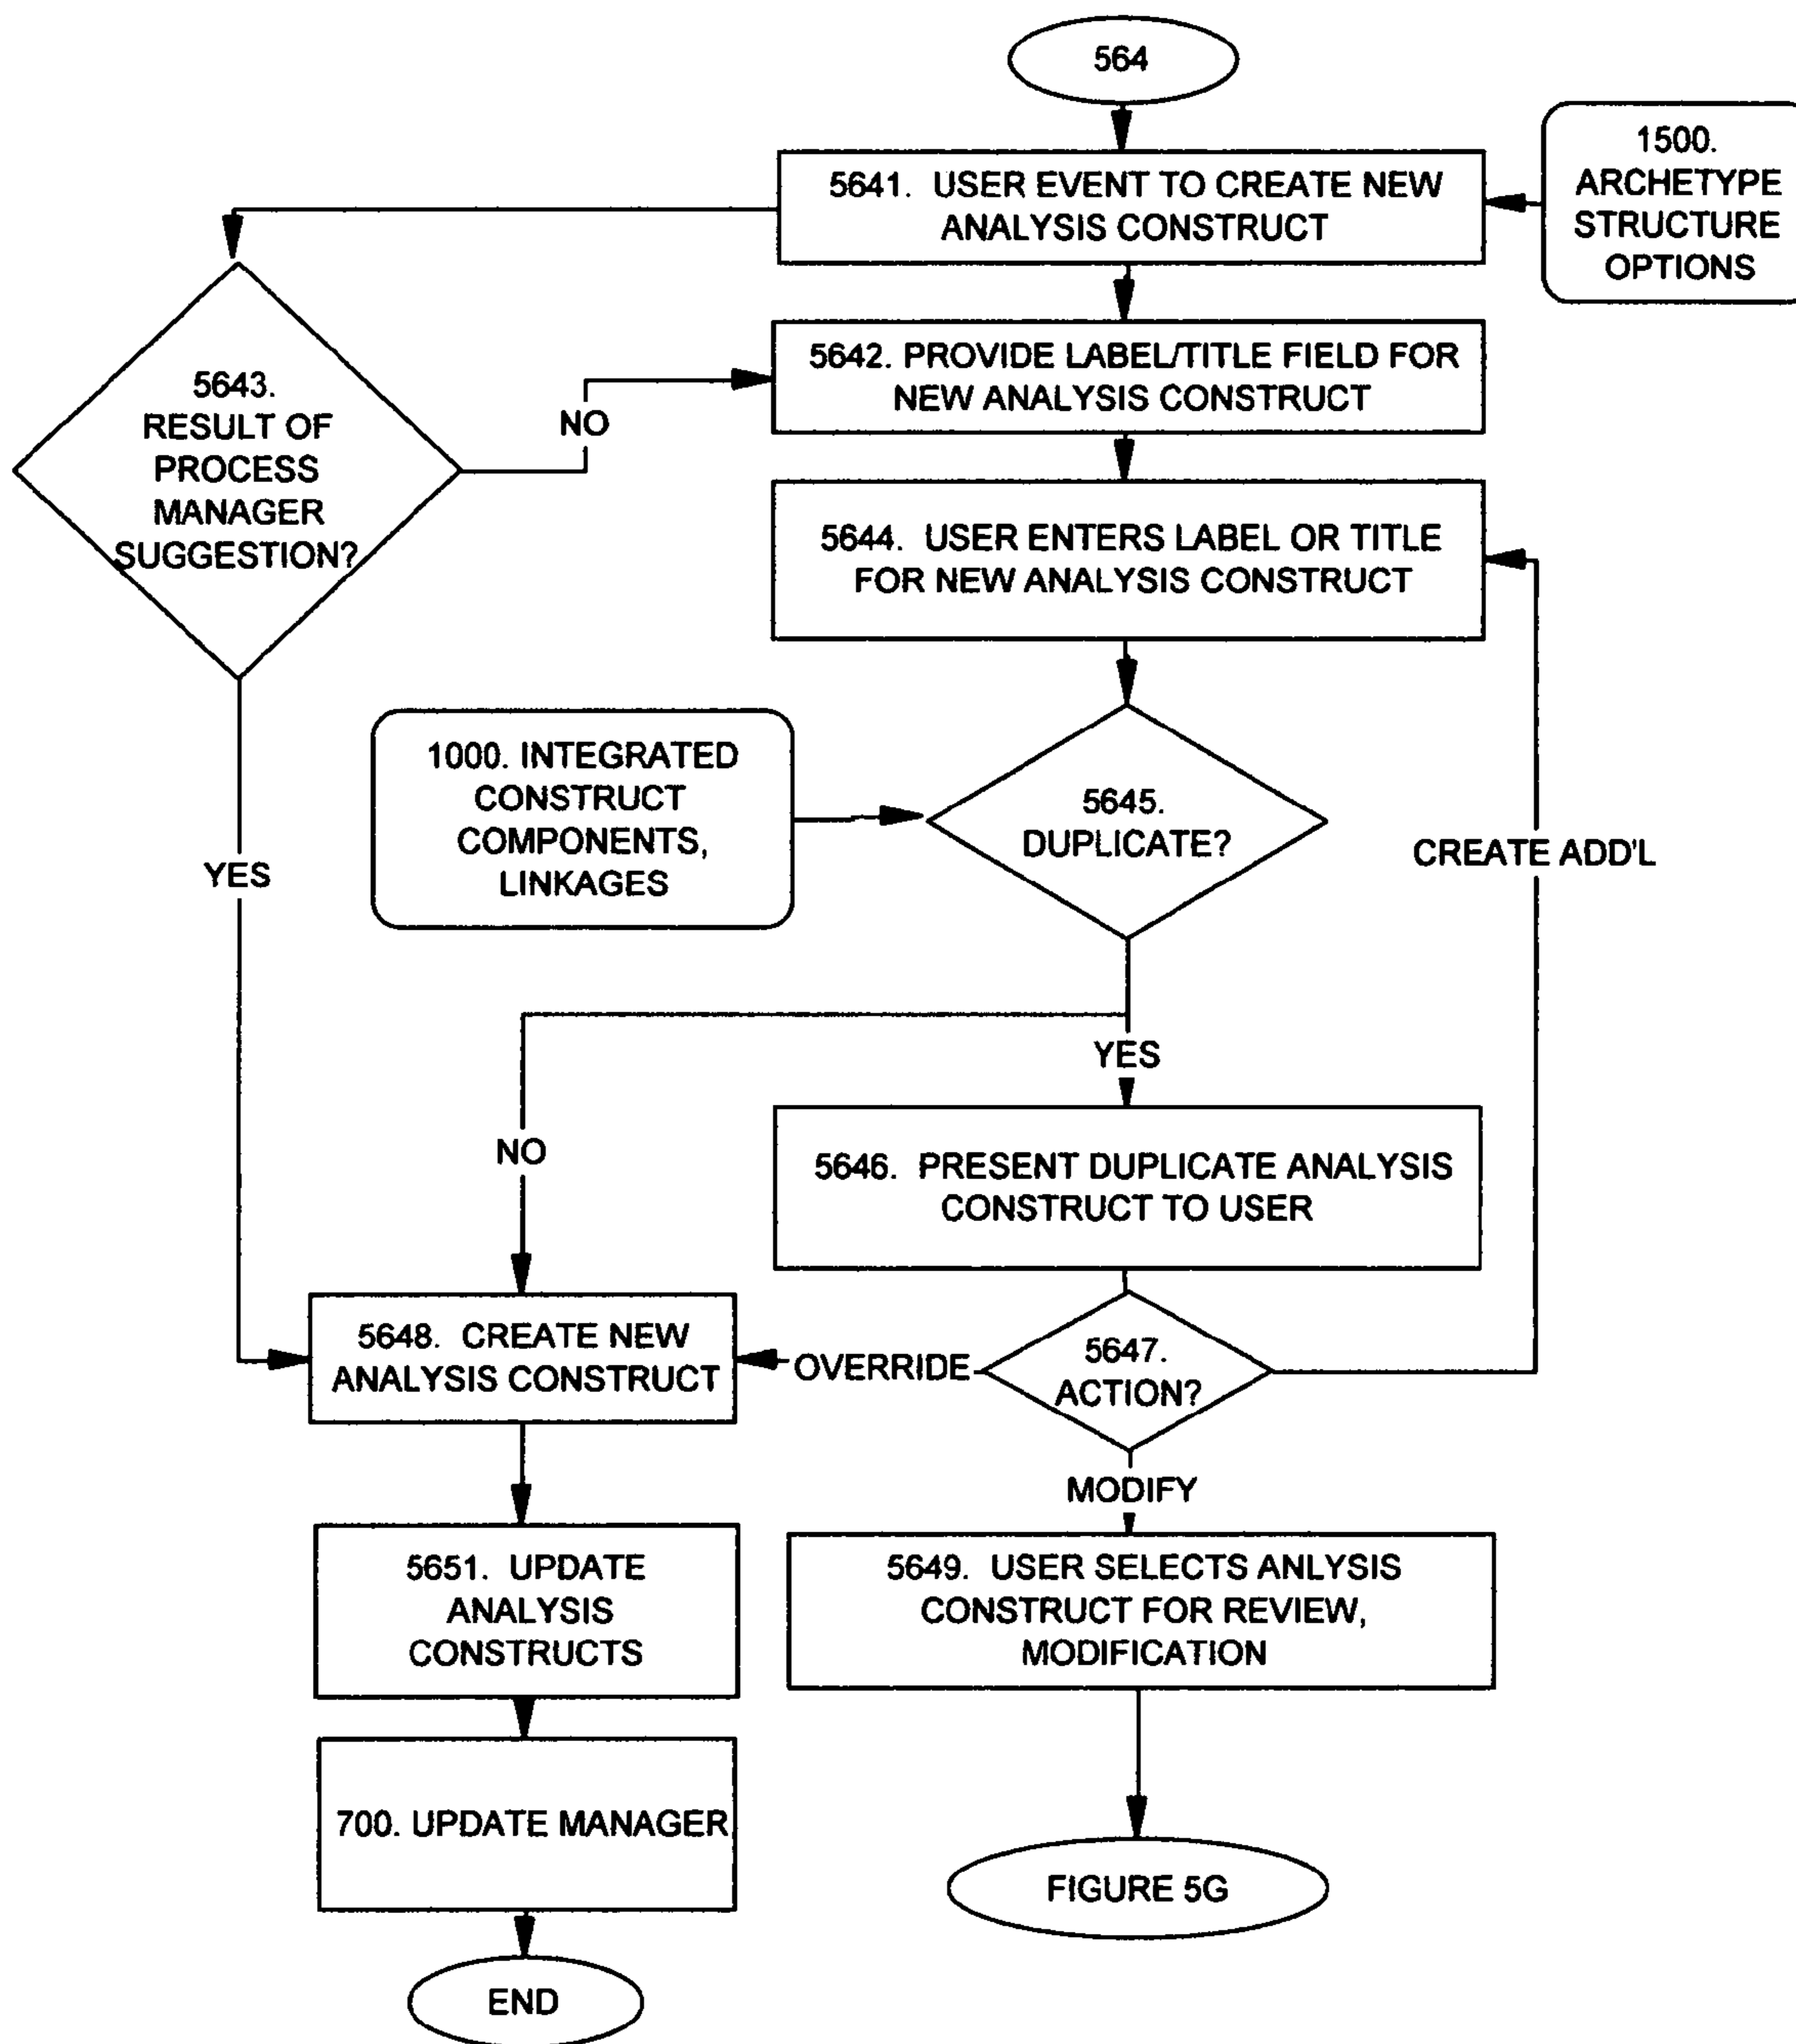 564
5641. USER EVENT TO CREATE NEW
ANALYSIS CONSTRUCT
1500.
ARCHETYPE
STRUCTURE
OPTIONS
5642. PROVIDE LABEL/TITLE FIELD FOR
NEW ANALYSIS CONSTRUCT
5643.
RESULT OF
PROCESS
MANAGER
SUGGESTION?
NO
5644. USER ENTERS LABEL OR TITLE
FOR NEW ANALYSIS CONSTRUCT
1000. INTEGRATED
CONSTRUCT
COMPONENTS,
LINKAGES
5645.
DUPLICATE?
CREATE ADD'L
YES
YES
NO
5646. PRESENT DUPLICATE ANALYSIS
CONSTRUCT TO USER
5648. CREATE NEW
ANALYSIS CONSTRUCT
OVERRIDE
5647.
ACTION?
MODIFY
5651. UPDATE
ANALYSIS
CONSTRUCTS
5649. USER SELECTS ANLYSIS
CONSTRUCT FOR REVIEW,
MODIFICATION
700. UPDATE MANAGER
FIGURE 5G
END